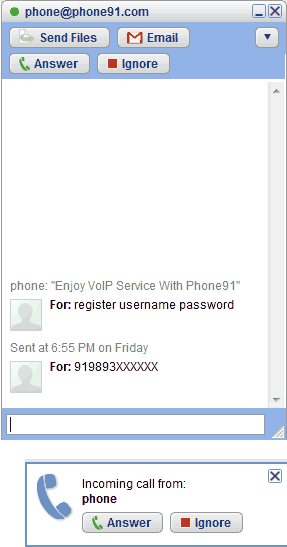 phone@phone91.com
Send Files Email
Answer Ignore
phone: "Enjoy VoIP Service With Phone91"
For: register username password
Sent at 6:55 PM on Friday
For: 919893XXXXXX
Incoming call from:
phone
Answer Ignore